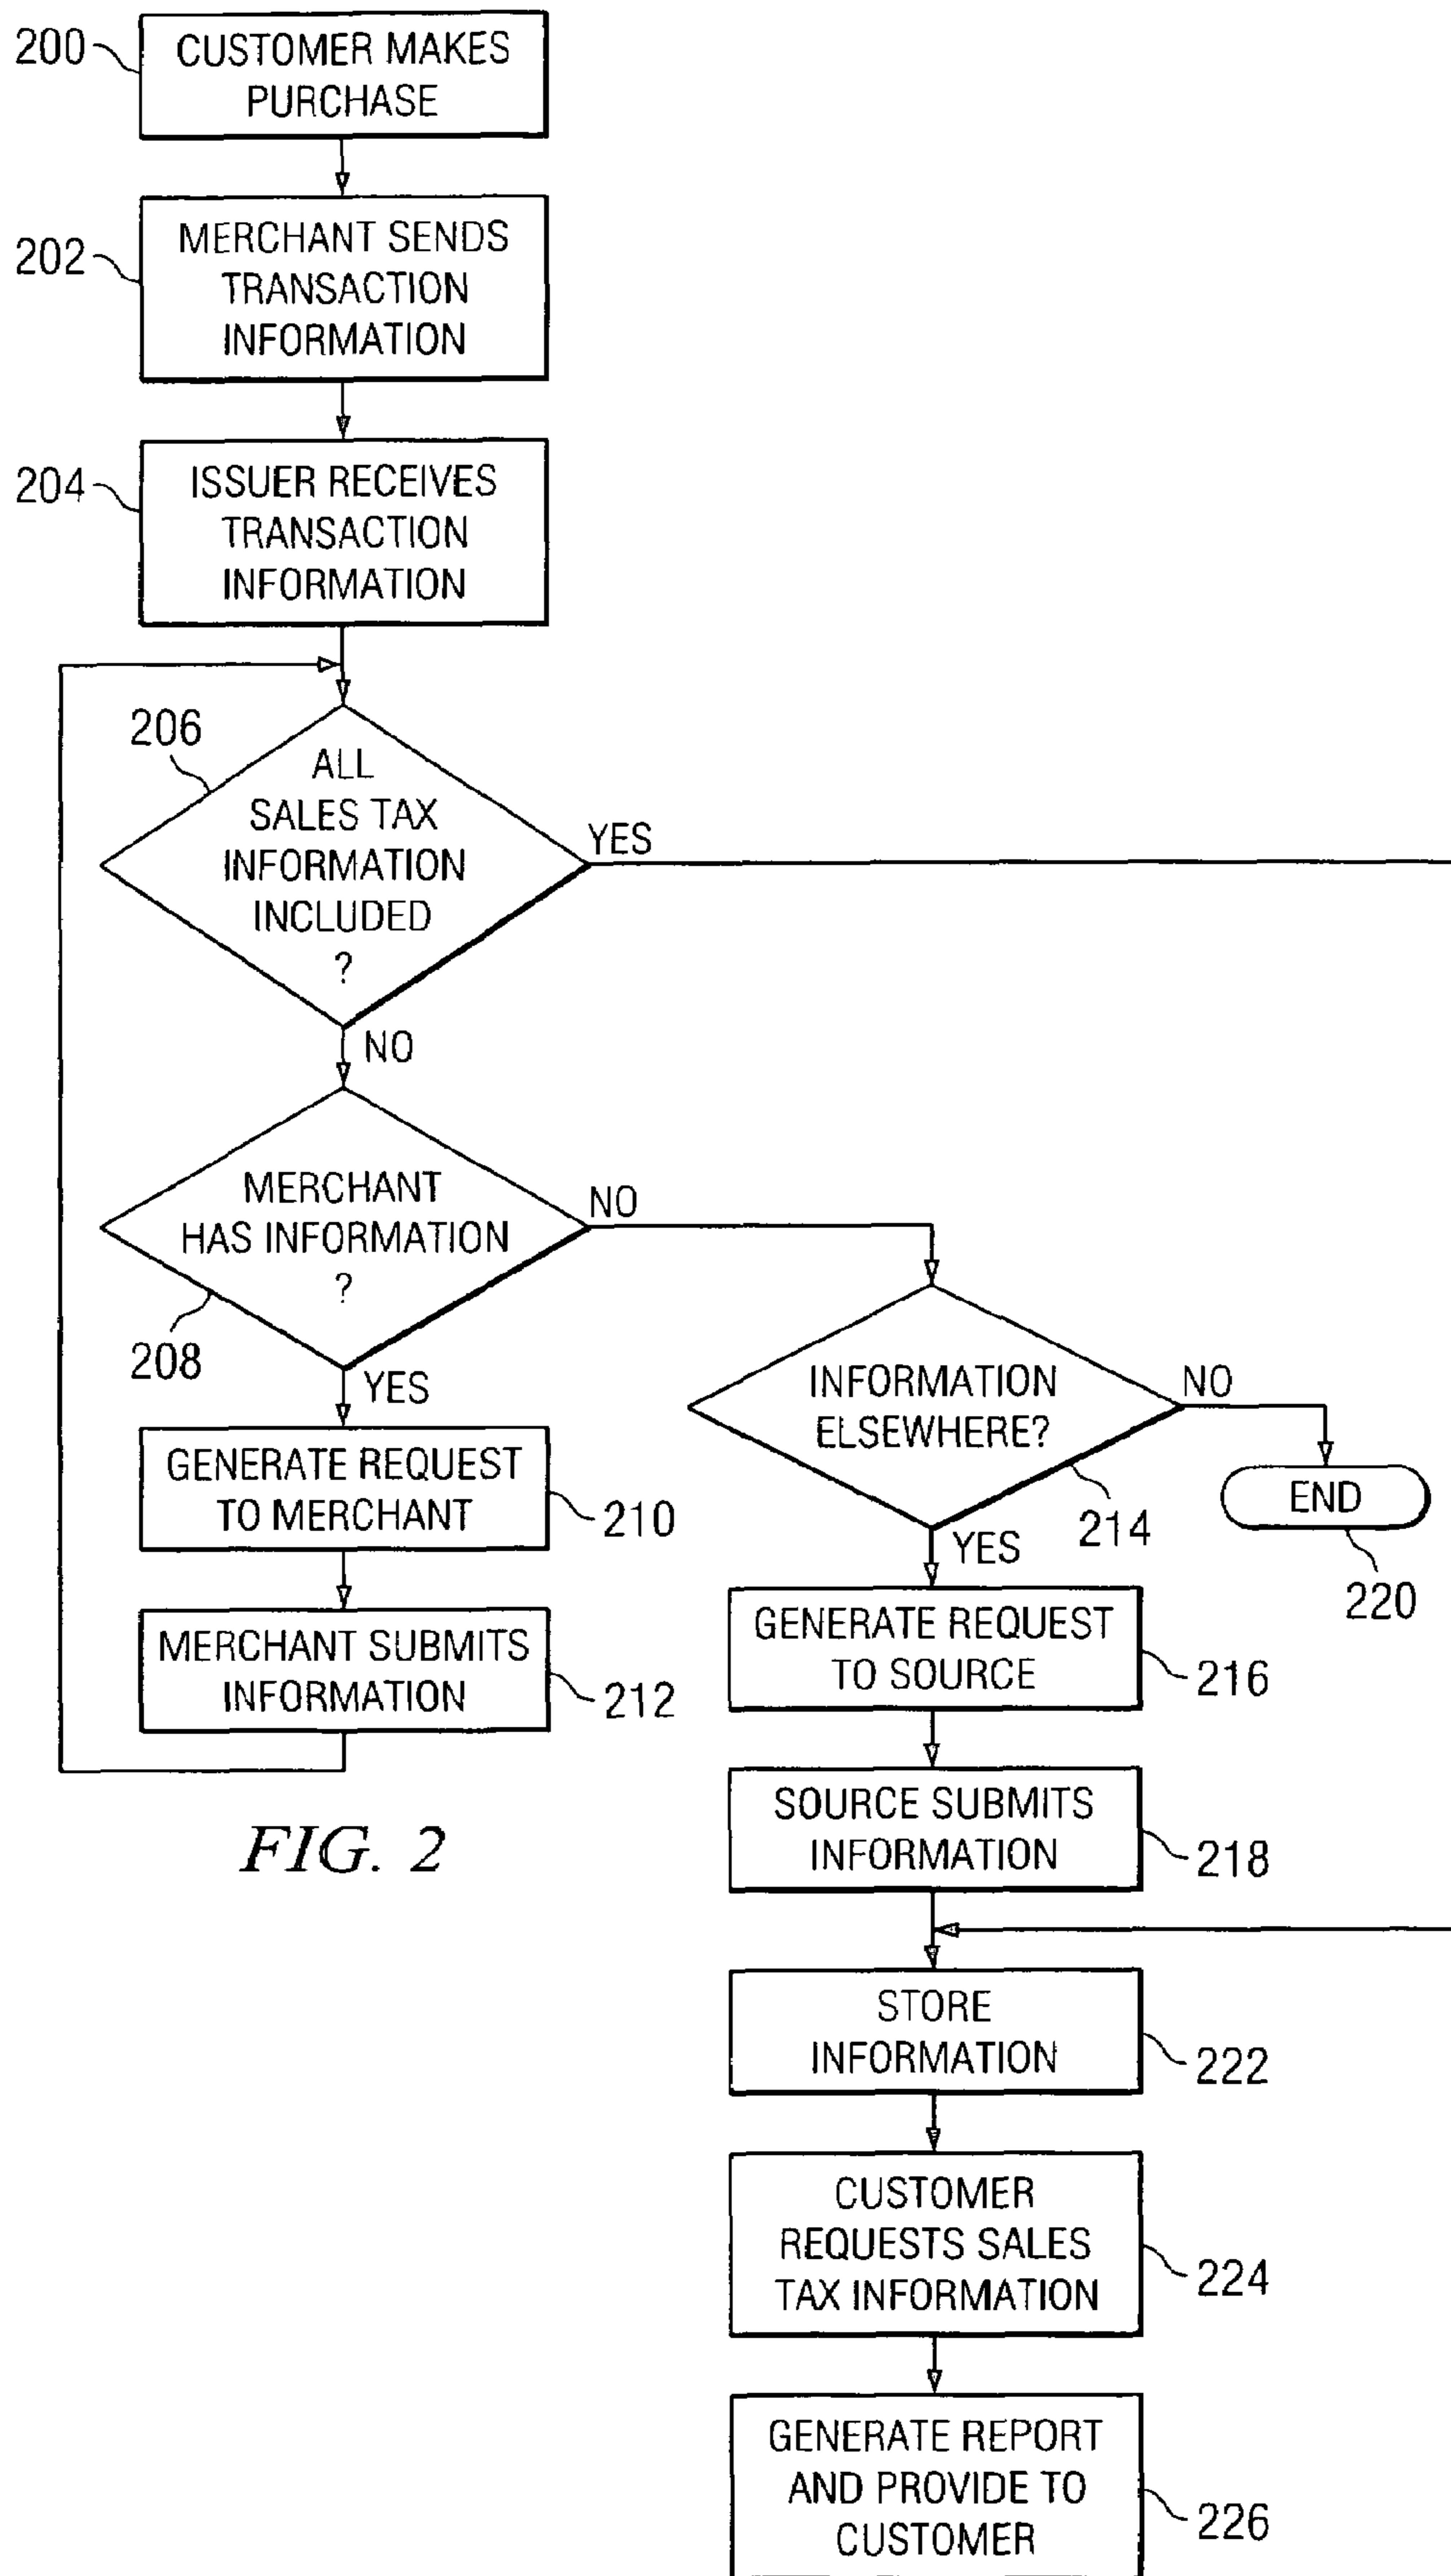 200
CUSTOMER MAKES
PURCHASE
202
MERCHANT SENDS
TRANSACTION
INFORMATION
204
ISSUER RECEIVES
TRANSACTION
INFORMATION
206
ALL
SALES TAX
INFORMATION
INCLUDED
?
YES
NO
MERCHANT
HAS INFORMATION
?
208
NO
YES
GENERATE REQUEST
TO MERCHANT
210
MERCHANT SUBMITS
INFORMATION
212
FIG. 2
INFORMATION
ELSEWHERE?
214
NO
END
220
YES
GENERATE REQUEST
TO SOURCE
216
SOURCE SUBMITS
INFORMATION
218
STORE
INFORMATION
222
CUSTOMER
REQUESTS SALES
TAX INFORMATION
224
GENERATE REPORT
AND PROVIDE TO
CUSTOMER
226